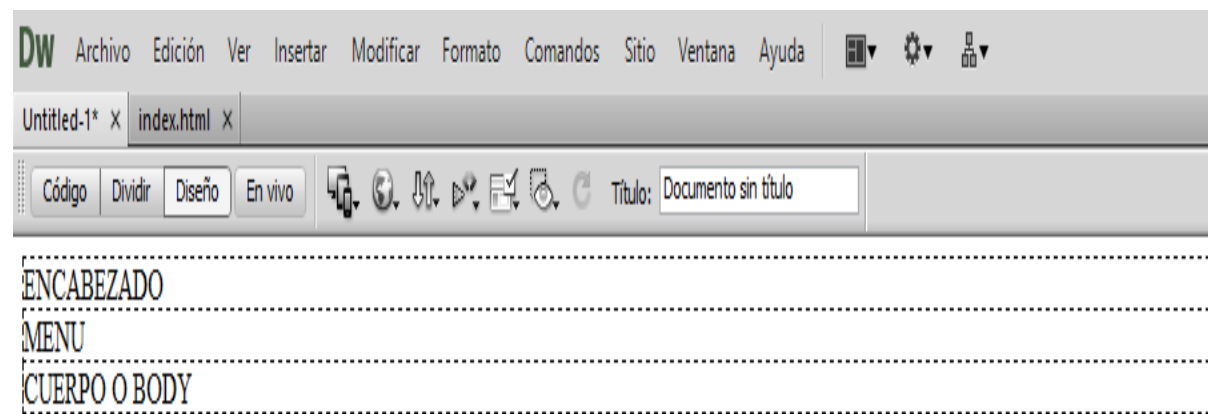 Dw Archivo Edición Ver Insertar Modificar Formato Comandos Sitio Ventana Ayuda
Untitled-1* × index.html ×
Código Dividir Diseño En vivo Título: Documento sin título
ENCABEZADO
MENU
CUERPO O BODY